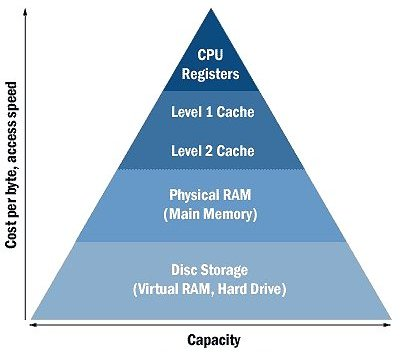 CPU
Registers
Level 1 Cache
Level 2 Cache
Physical RAM
(Main Memory)
Disc Storage
(Virtual RAM, Hard Drive)
Cost per byte, access speed
Capacity